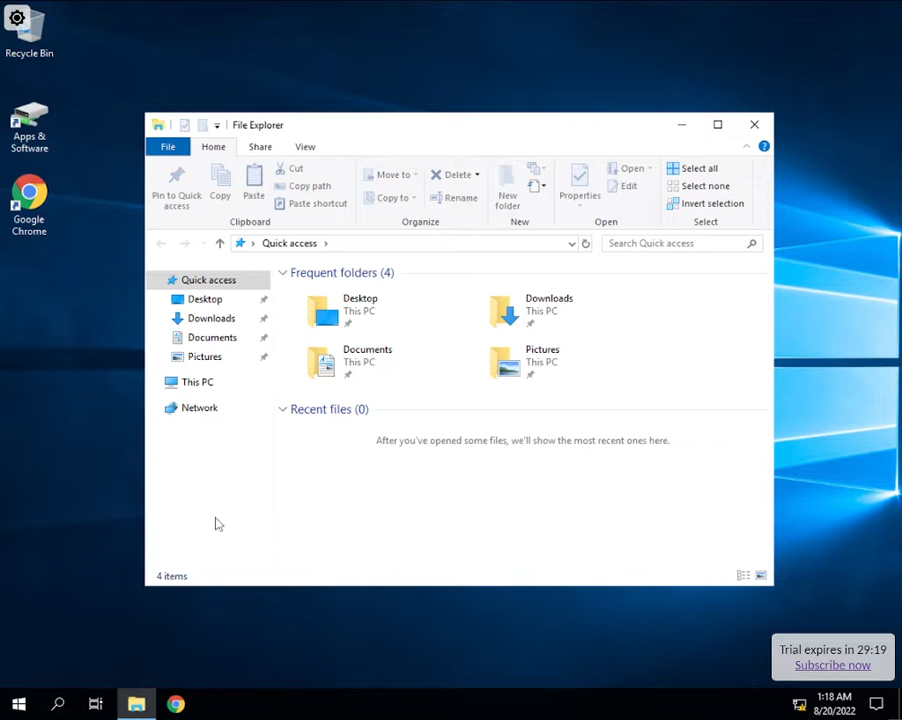 Recycle Bin
Apps &
Software
Google
Chrome
File Explorer
File
Home
Share
View
Pin to Quick
access
Copy
Paste
Cut
Copy path
Paste shortcut
Clipboard
Move to
Copy to
Delete
Rename
Organize
New
folder
New
Properties
Open
Edit
Open
Select all
Select none
Invert selection
Select
Quick access
Search Quick access
Quick access
Desktop
Downloads
Documents
Pictures
This PC
Network
Frequent folders (4)
Desktop
This PC
Downloads
This PC
Documents
This PC
Pictures
This PC
Recent files (0)
After you've opened some files, we'll show the most recent ones here.
4 items
Trial expires in 29:19
Subscribe now
1:18 AM
8/20/2022